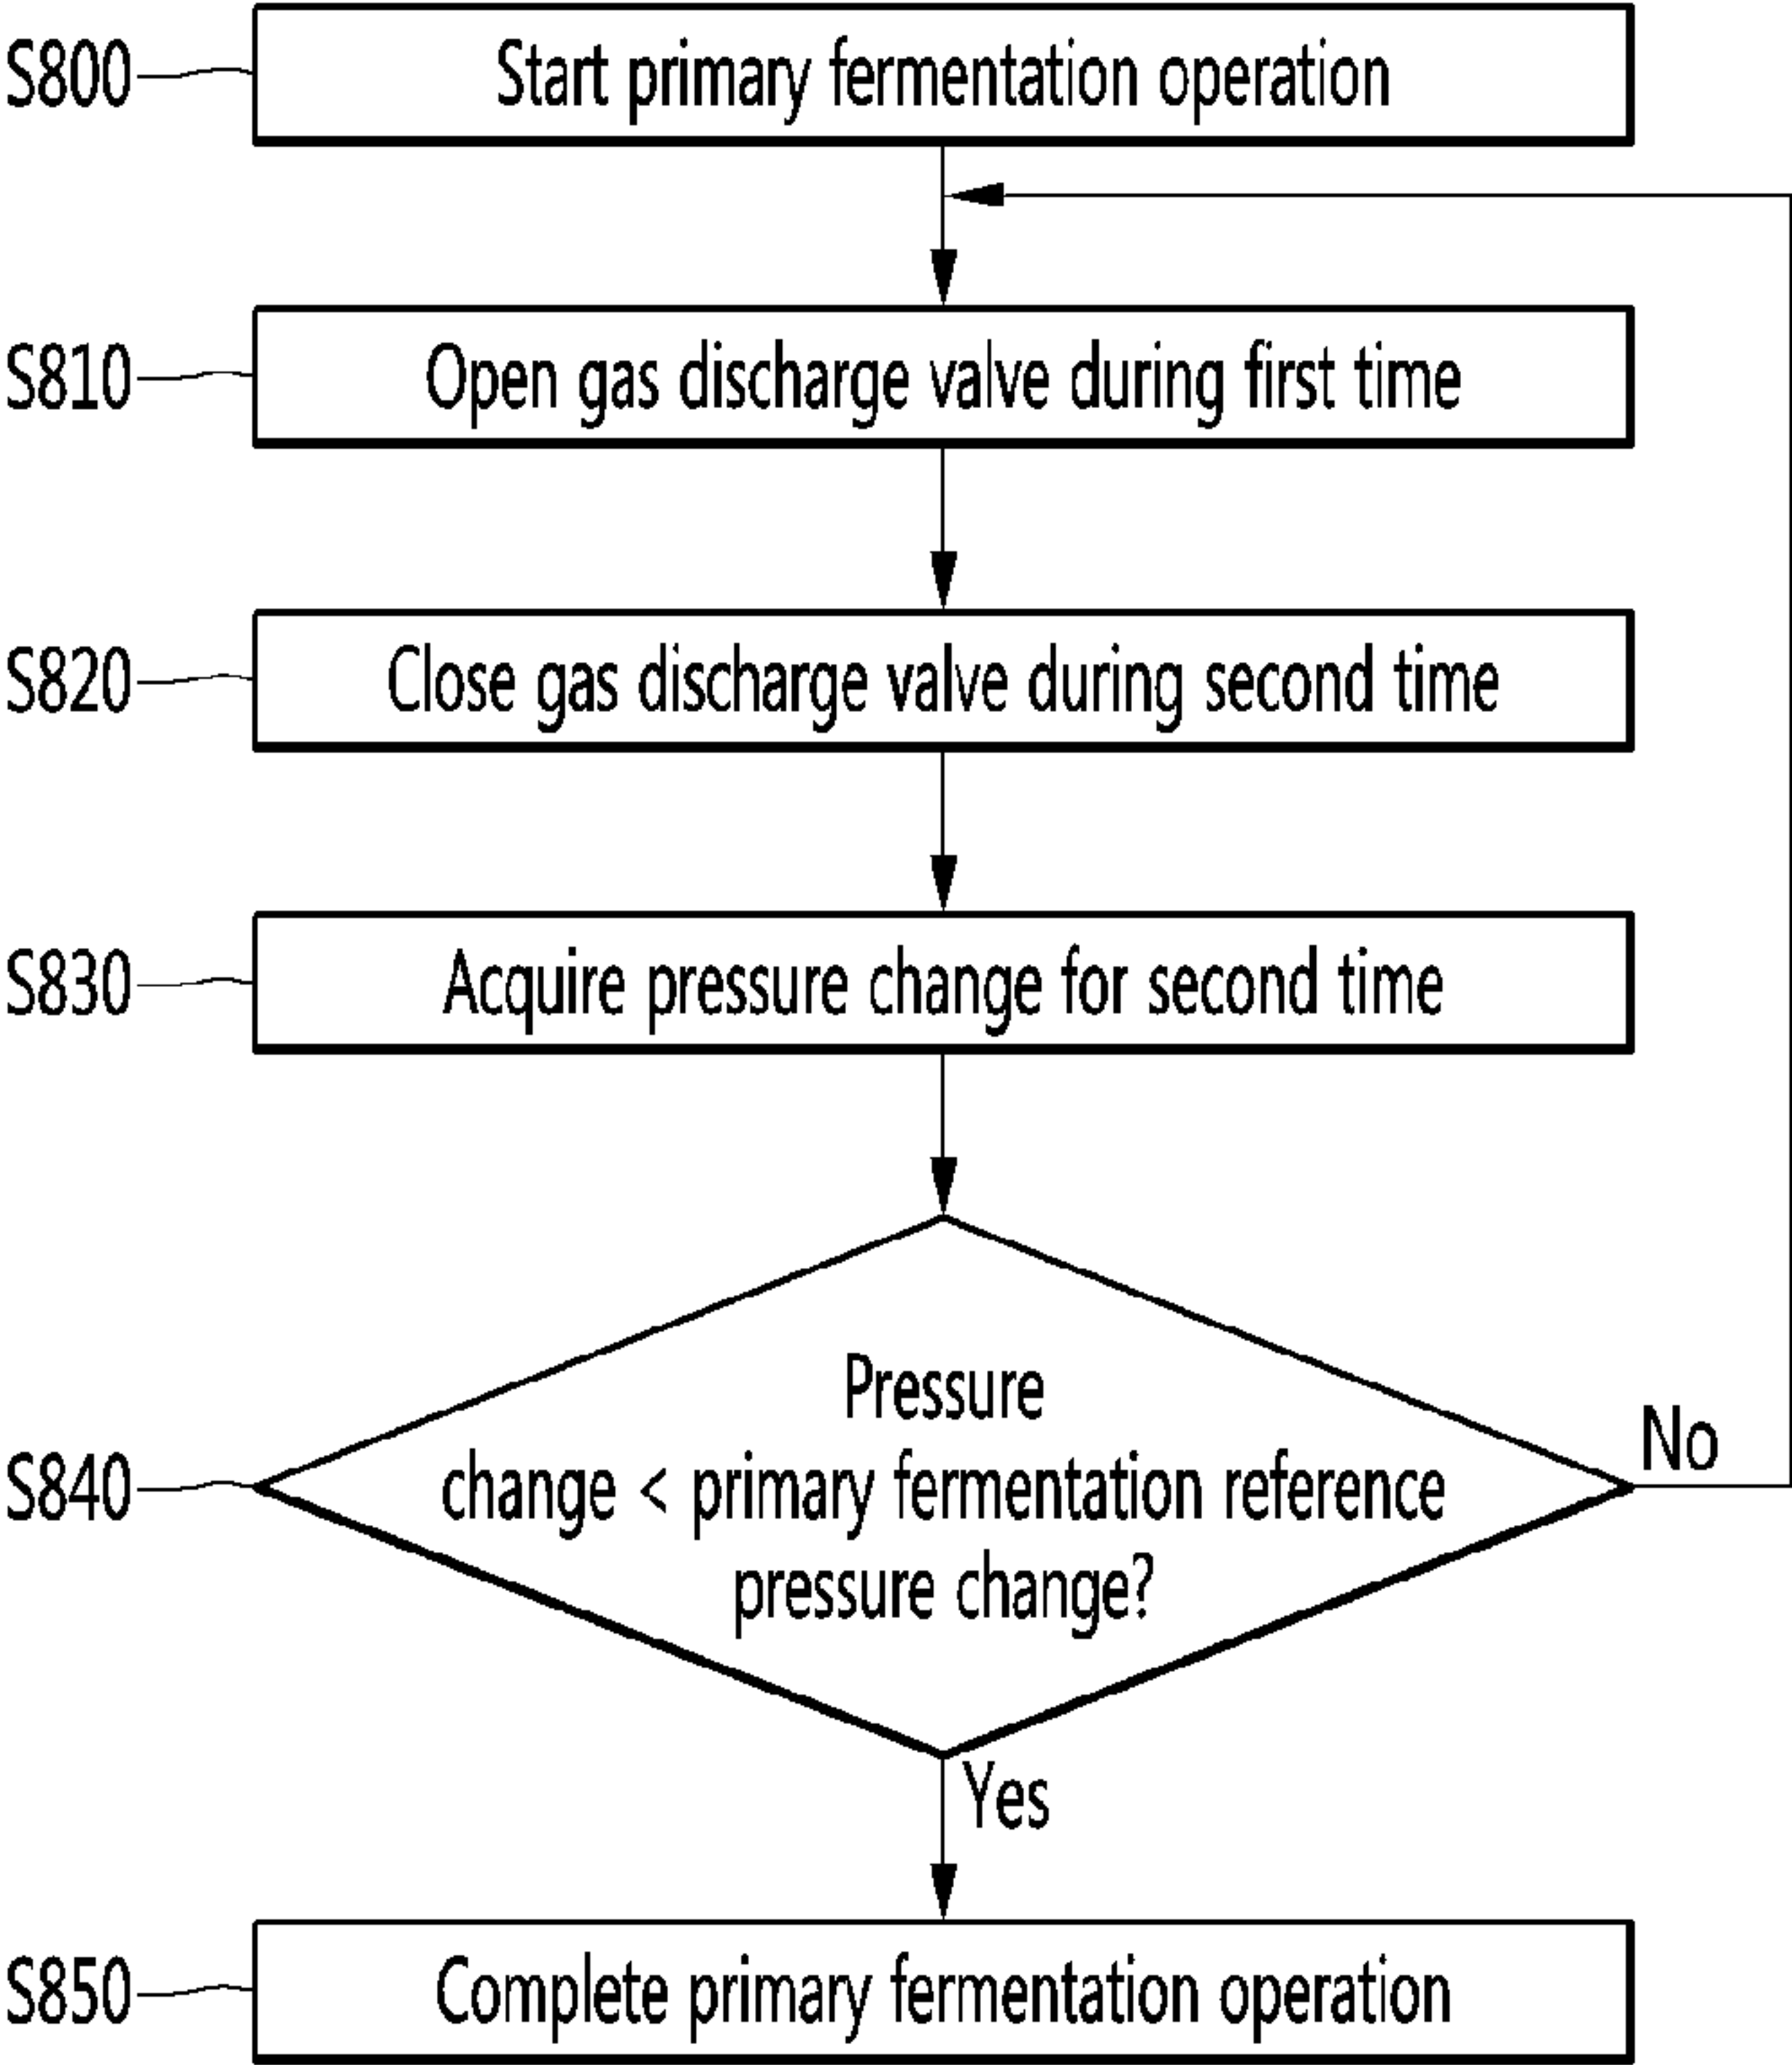 S800
Start primary fermentation operation
S810
Open gas discharge valve during first time
S820
Close gas discharge valve during second time
S830
Acquire pressure change for second time
Pressure
S840
change < primary fermentation reference
No
pressure change?
Yes
S850
Complete primary fermentation operation